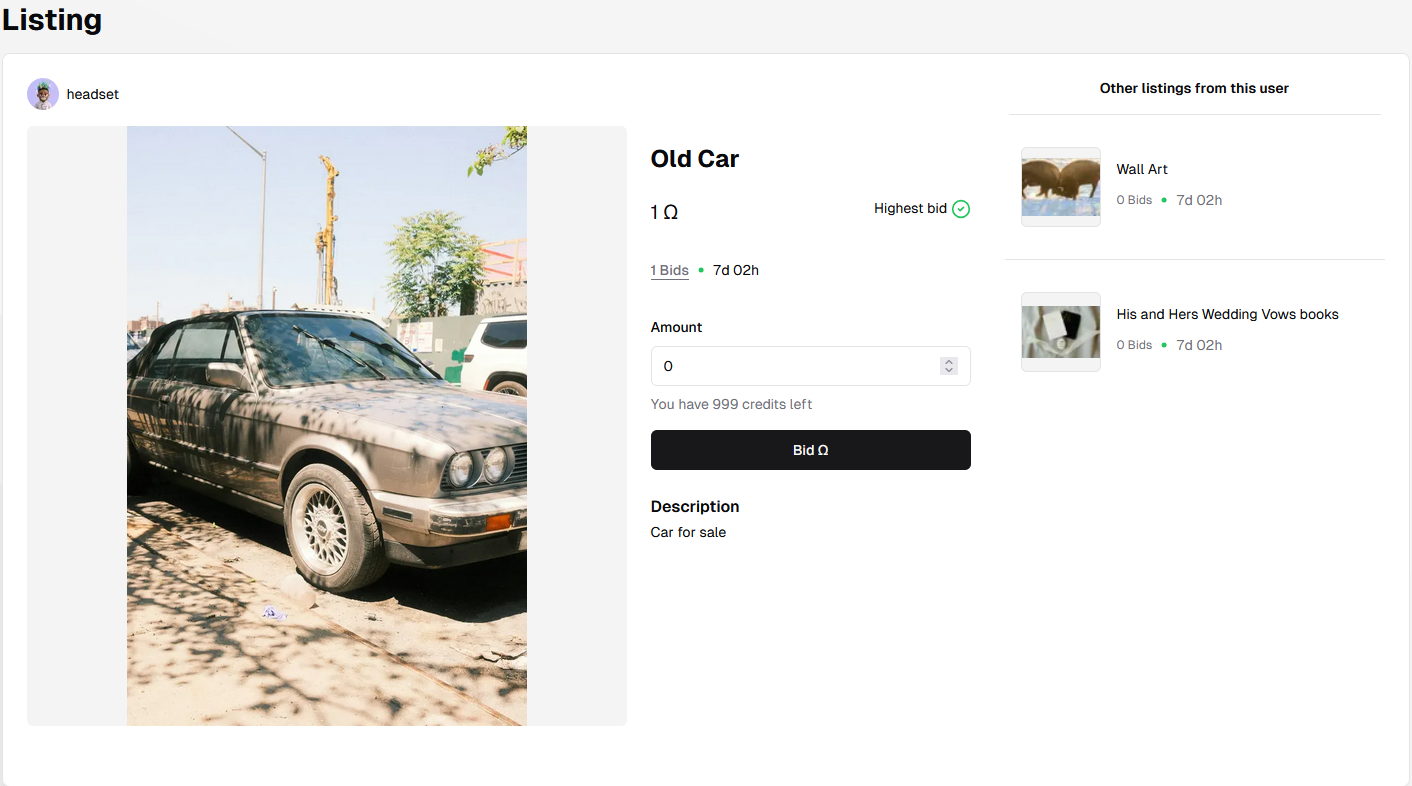 Listing
headset
Old Car
1 Ω
Highest bid
1 Bids • 7d 02h
Amount
0
You have 999 credits left
Bid Ω
Description
Car for sale
Other listings from this user
Wall Art
0 Bids • 7d 02h
His and Hers Wedding Vows books
0 Bids • 7d 02h